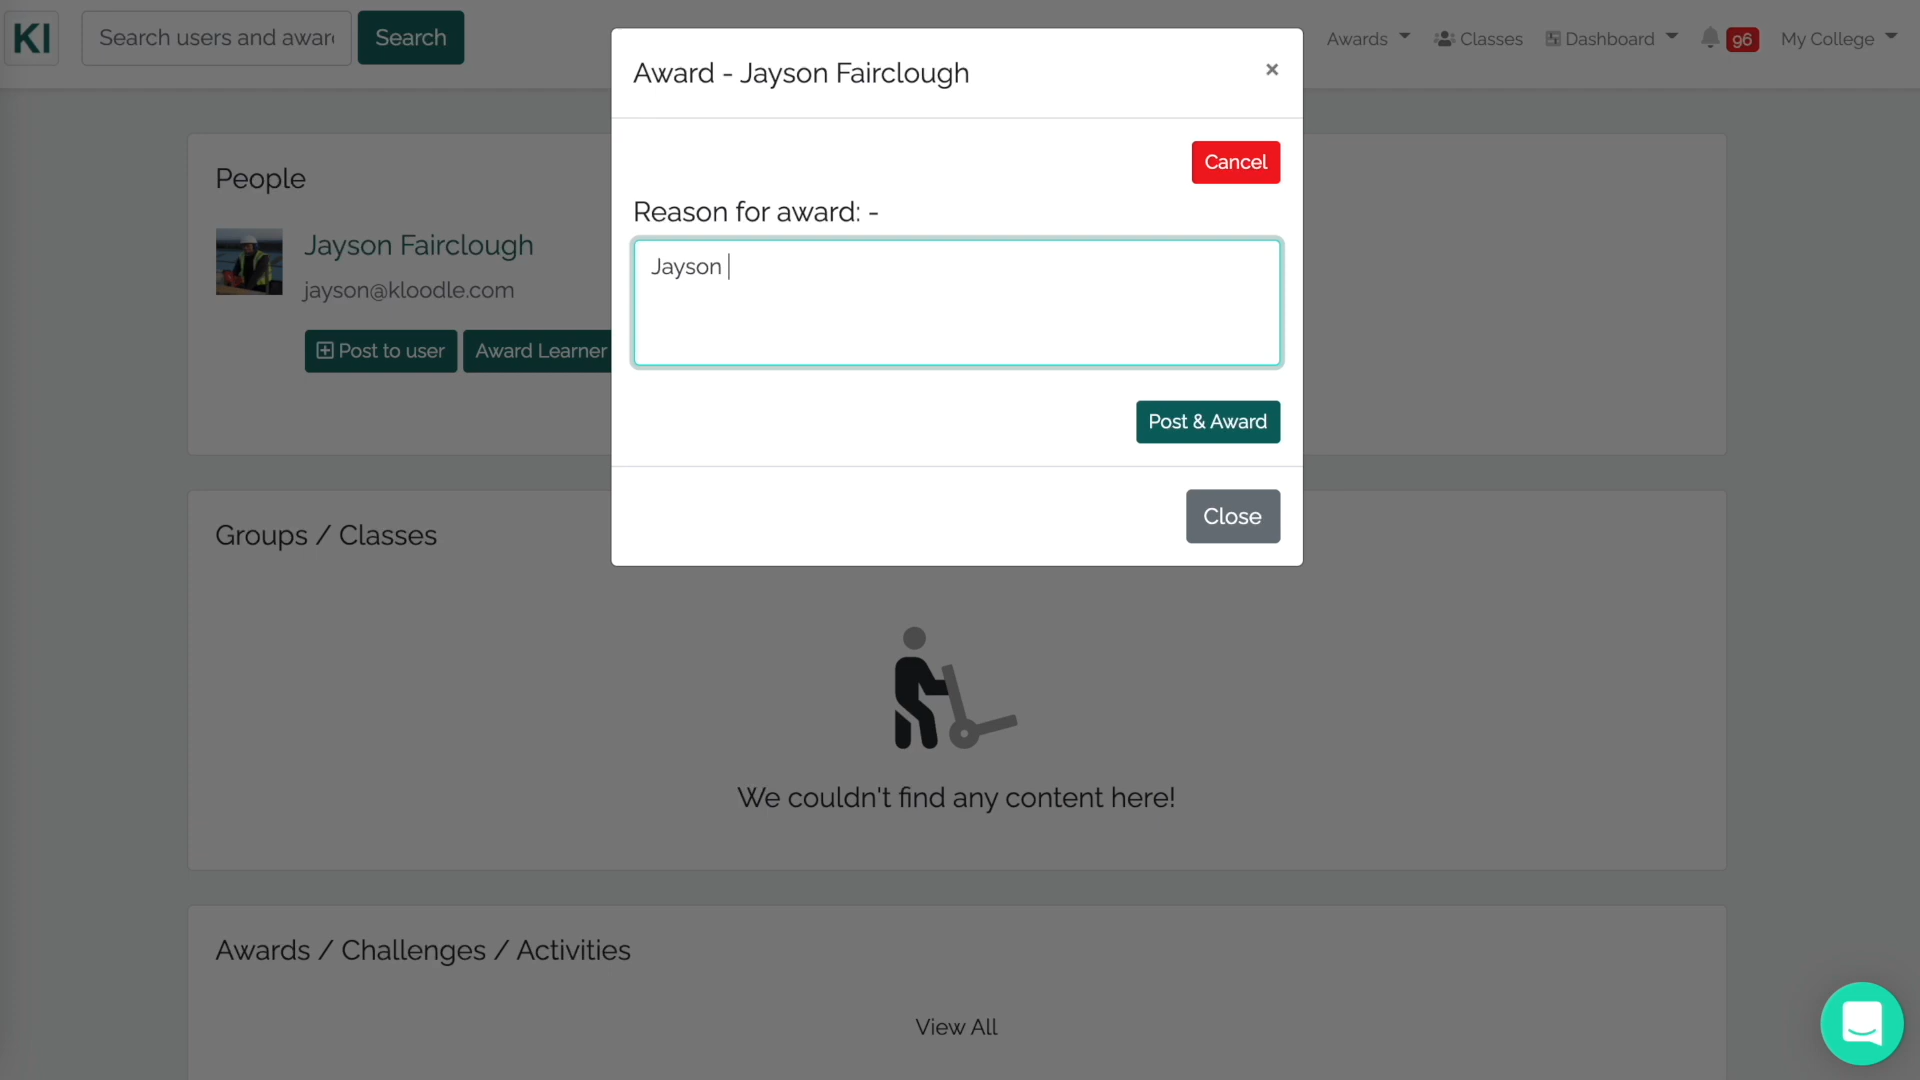 KI
Search users and awar
Search
Awards
Classes
Dashboard
96
My College
Award - Jayson Fairclough
×
Cancel
Reason for award: -
Jayson
Post & Award
Close
People
Jayson Fairclough
jayson@kloodle.com
Post to user
Award Learner
Groups / Classes
We couldn't find any content here!
Awards / Challenges / Activities
View All